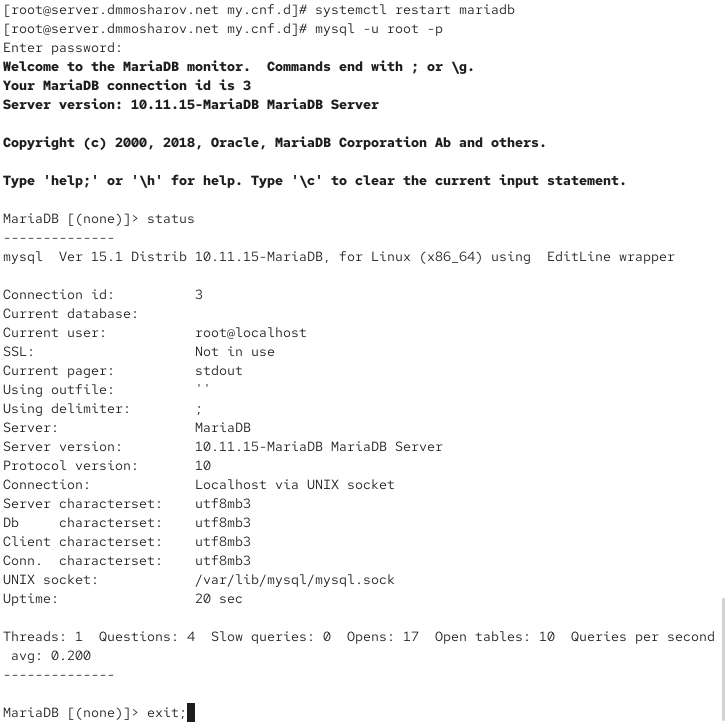 [root@server.dmmosharov.net my.cnf.d]# systemctl restart mariadb
[root@server.dmmosharov.net my.cnf.d]# mysql -u root -p
Enter password:
Welcome to the MariaDB monitor.  Commands end with ; or \g.
Your MariaDB connection id is 3
Server version: 10.11.15-MariaDB MariaDB Server

Copyright (c) 2000, 2018, Oracle, MariaDB Corporation Ab and others.

Type 'help;' or '\h' for help. Type '\c' to clear the current input statement.

MariaDB [(none)]> status
--------------
mysql  Ver 15.1 Distrib 10.11.15-MariaDB, for Linux (x86_64) using  EditLine wrapper

Connection id:          3
Current database:
Current user:           root@localhost
SSL:                    Not in use
Current pager:          stdout
Using outfile:          ''
Using delimiter:        ;
Server:                 MariaDB
Server version:         10.11.15-MariaDB MariaDB Server
Protocol version:       10
Connection:             Localhost via UNIX socket
Server characterset:    utf8mb3
Db     characterset:    utf8mb3
Client characterset:    utf8mb3
Conn.  characterset:    utf8mb3
UNIX socket:            /var/lib/mysql/mysql.sock
Uptime:                 20 sec

Threads: 1  Questions: 4  Slow queries: 0  Opens: 17  Open tables: 10  Queries per second
 avg: 0.200
--------------

MariaDB [(none)]> exit;